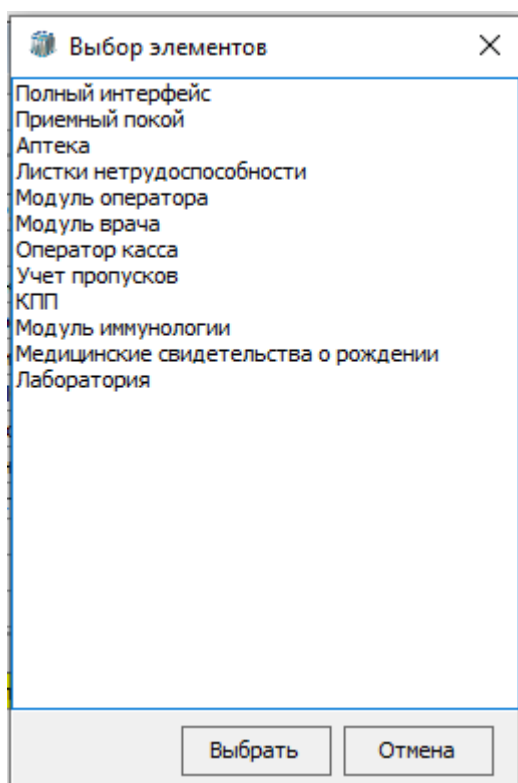 Выбор элементов
Полный интерфейс
Приемный покой
Аптека
Листки нетрудоспособности
Модуль оператора
Модуль врача
Оператор касса
Учет пропусков
КПП
Модуль иммунологии
Медицинские свидетельства о рождении
Лаборатория
Выбрать Отмена